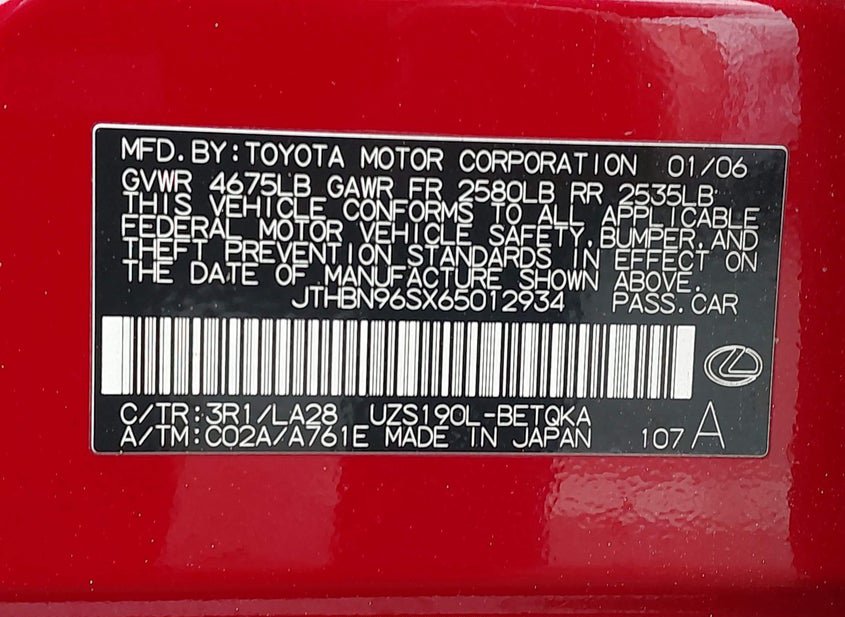 MFD.BY:TOYOTA MOTOR CORPORATION 01/06
GVWR 4675LB GAWR FR 2580LB RR 2535LB
THIS VEHICLE CONFORMS TO ALL APPLICABLE
FEDERAL MOTOR VEHICLE SAFETY,BUMPER,AND
THEFT PREVENTION STANDARDS IN EFFECT ON
THE DATE OF MANUFACTURE SHOWN ABOVE.
JTHBN96SX65012934 PASS.CAR
C/TR:3R1/LA28 UZS190L-BETQKA
A/TM:C02A/A761E MADE IN JAPAN 107 A